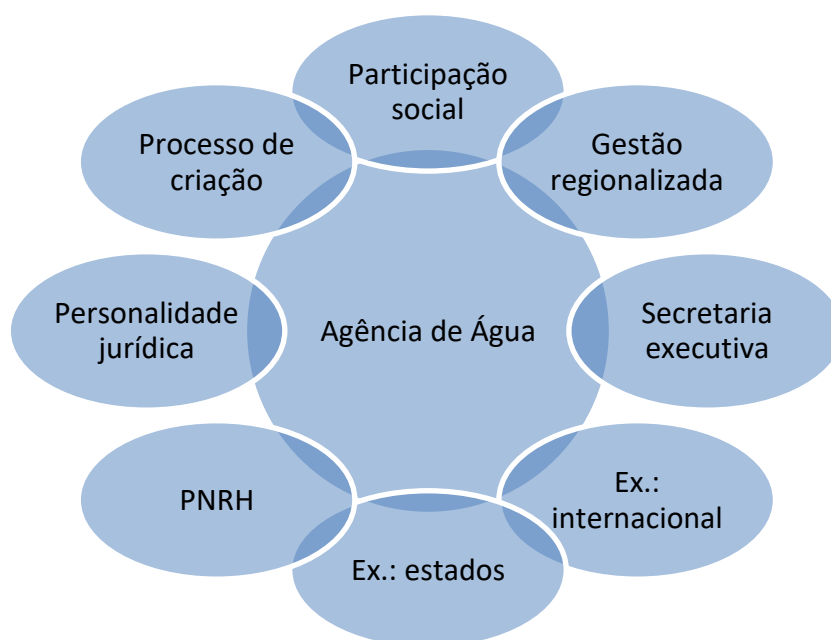 Participação
social
Processo de
criação
Gestão
regionalizada
Personalidade
jurídica
Agência de Água
Secretaria
executiva
PNRH
Ex.:
internacional
Ex.: estados